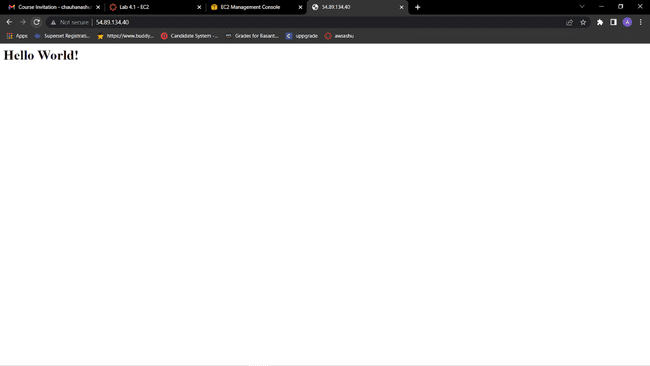 Course Invitation - chauhanashu
Lab 4.1 - EC2
EC2 Management Console
54.89.134.40
Not secure
54.89.134.40
Apps
Superset Registrati...
https://www.buddy...
Candidate System -...
Grades for Basant...
uppgrade
awsashu
A
Hello World!